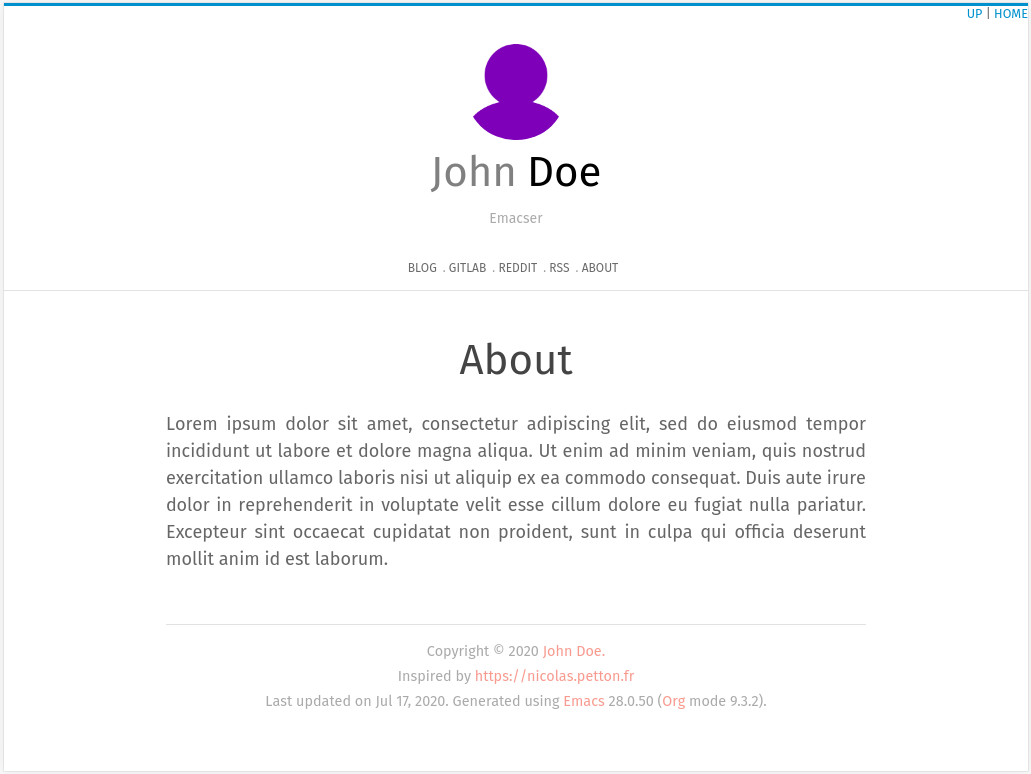 UP | HOME
John Doe
Emacser
BLOG . GITLAB . REDDIT . RSS . ABOUT
About
Lorem ipsum dolor sit amet, consectetur adipiscing elit, sed do eiusmod tempor
incididunt ut labore et dolore magna aliqua. Ut enim ad minim veniam, quis nostrud
exercitation ullamco laboris nisi ut aliquip ex ea commodo consequat. Duis aute irure
dolor in reprehenderit in voluptate velit esse cillum dolore eu fugiat nulla pariatur.
Excepteur sint occaecat cupidatat non proident, sunt in culpa qui officia deserunt
mollit anim id est laborum.
Copyright © 2020 John Doe.
Inspired by https://nicolas.petton.fr
Last updated on Jul 17, 2020. Generated using Emacs 28.0.50 (Org mode 9.3.2).